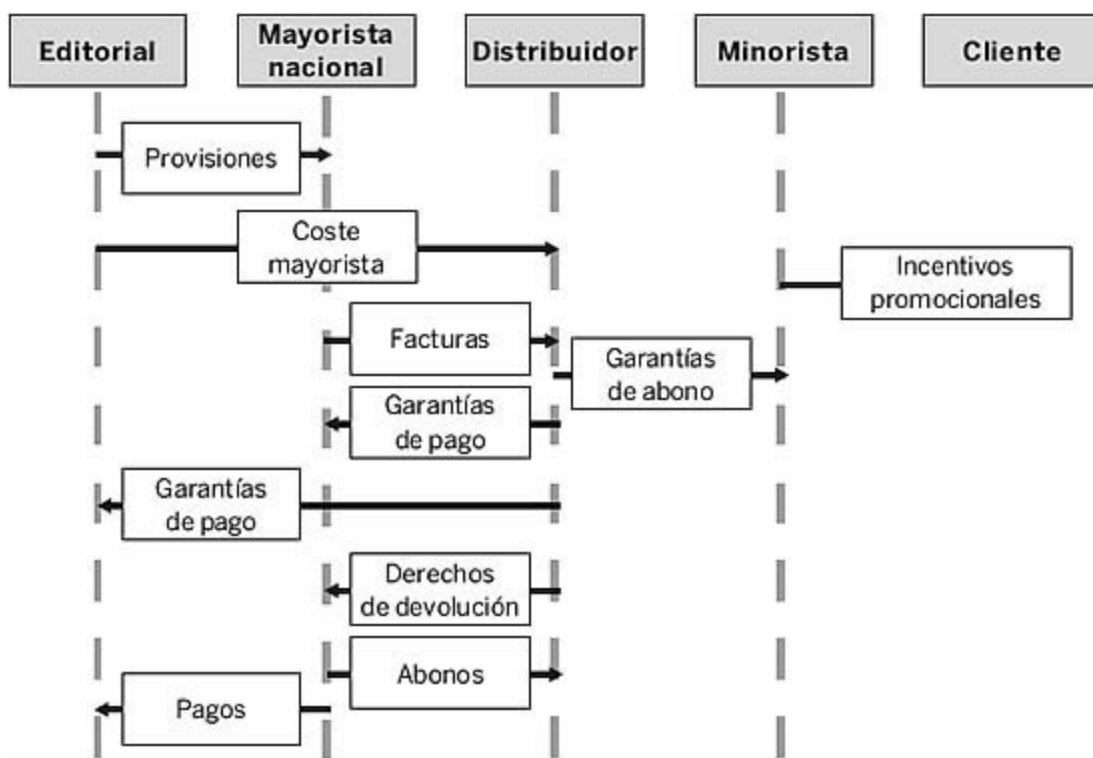 Editorial
Mayorista
nacional
Distribuidor
Minorista
Cliente
Provisiones
Coste
mayorista
Incentivos
promocionales
Facturas
Garantías
de abono
Garantías
de pago
Garantías
de pago
Derechos
de devolución
Abonos
Pagos